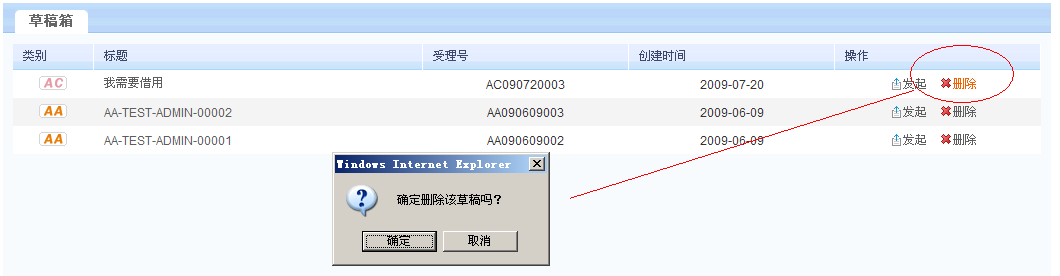 草稿箱
类别 标题 受理号 创建时间 操作
AC 我需要借用 AC090720003 2009-07-20 发起 删除
AA AA-TEST-ADMIN-00002 AA090609003 2009-06-09 发起 删除
AA AA-TEST-ADMIN-00001 AA090609002 2009-06-09 发起 删除
Windows Internet Explorer
确定删除该草稿吗？
确定 取消